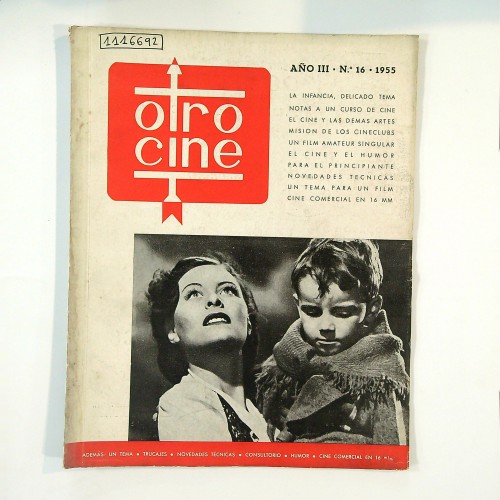 1116692
otro
cine
AÑO III · N.º 16 · 1955
LA INFANCIA, DELICADO TEMA
NOTAS A UN CURSO DE CINE
EL CINE Y LAS DEMAS ARTES
MISION DE LOS CINECLUBS
UN FILM AMATEUR SINGULAR
EL CINE Y EL HUMOR
PARA EL PRINCIPIANTE
NOVEDADES TECNICAS
UN TEMA PARA UN FILM
CINE COMERCIAL EN 16 MM
ADEMÁS: UN TEMA • TRUCAJES • NOVEDADES TÉCNICAS • CONSULTORIO • HUMOR • CINE COMERCIAL EN 16 m/m